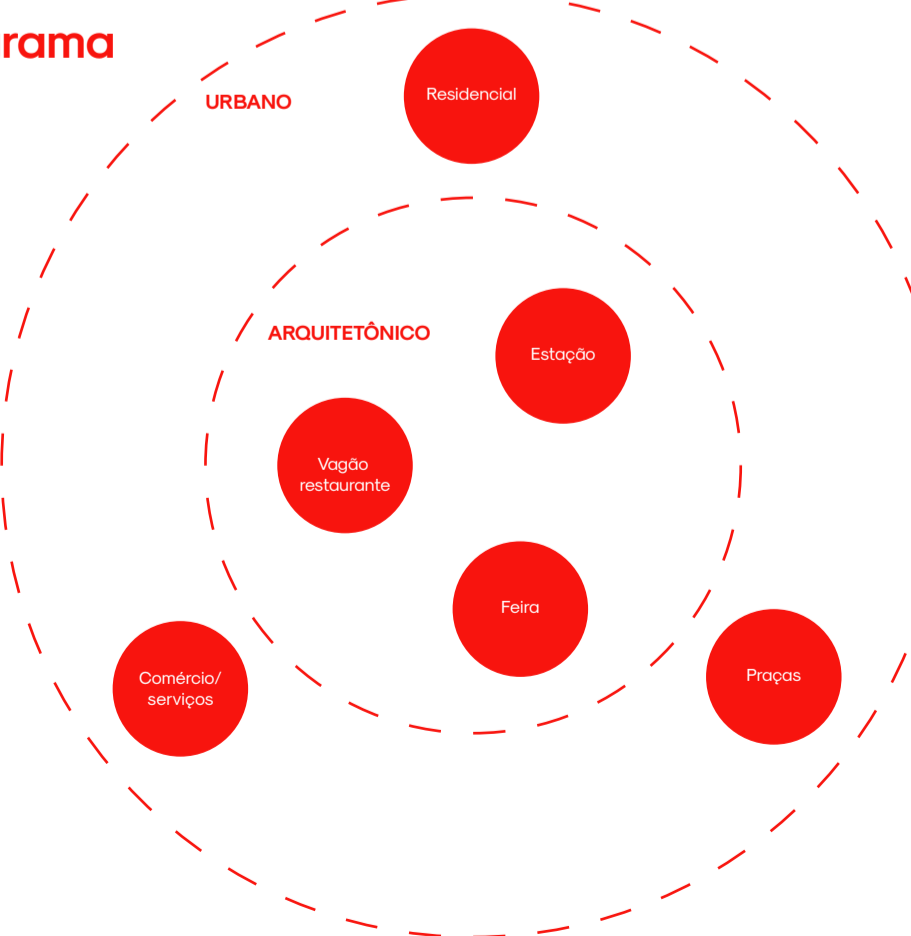 rama
URBANO
Residencial
ARQUITETÔNICO
Estação
Vagão
restaurante
Feira
Comércio/
serviços
Praças